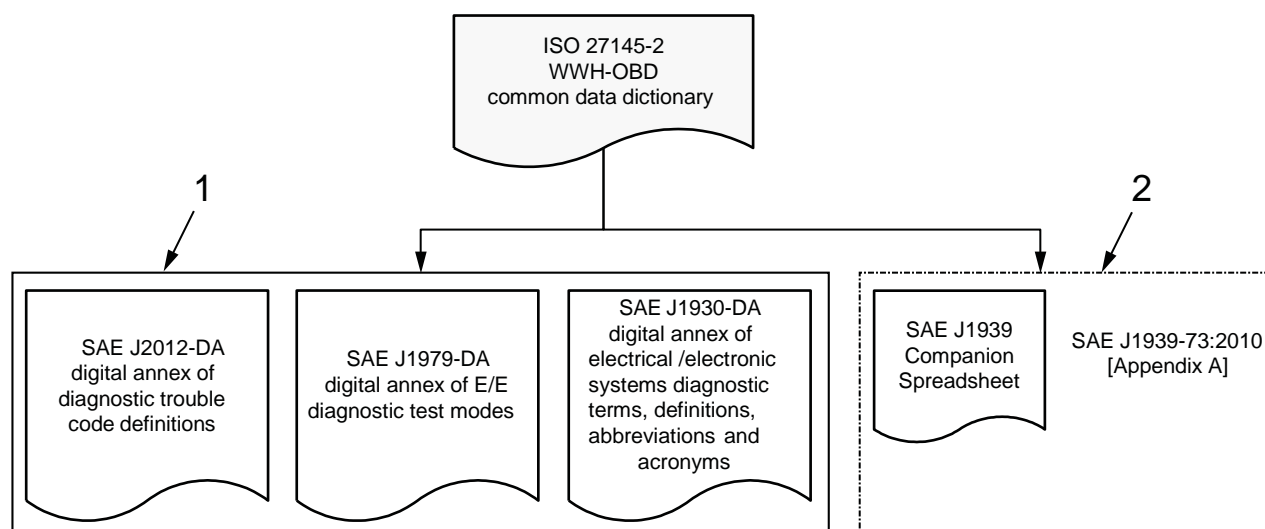 ISO 27145-2
WWH-OBD
common data dictionary
1
2
SAE J2012-DA
digital annex of
diagnostic trouble
code definitions
SAE J1979-DA
digital annex of E/E
diagnostic test modes
SAE J1930-DA
digital annex of
electrical /electronic
systems diagnostic
terms, definitions,
abbreviations and
acronyms
SAE J1939
Companion
Spreadsheet
SAE J1939-73:2010
[Appendix A]